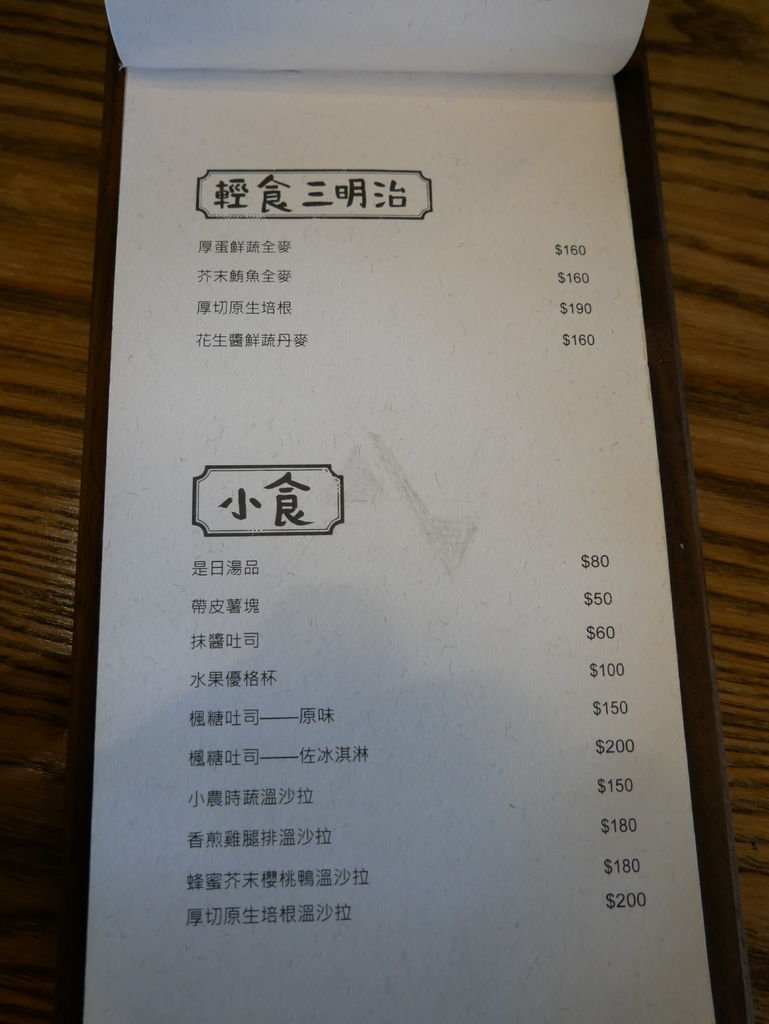 輕食三明治
厚蛋鮮蔬全麥 $160
芥末鮪魚全麥 $160
厚切原生培根 $190
花生醬鮮蔬丹麥 $160
小食
是日湯品 $80
帶皮薯塊 $50
抹醬吐司 $60
水果優格杯 $100
楓糖吐司——原味 $150
楓糖吐司——佐冰淇淋 $200
小農時蔬溫沙拉 $150
香煎雞腿排溫沙拉 $180
蜂蜜芥末櫻桃鴨溫沙拉 $180
厚切原生培根溫沙拉 $200